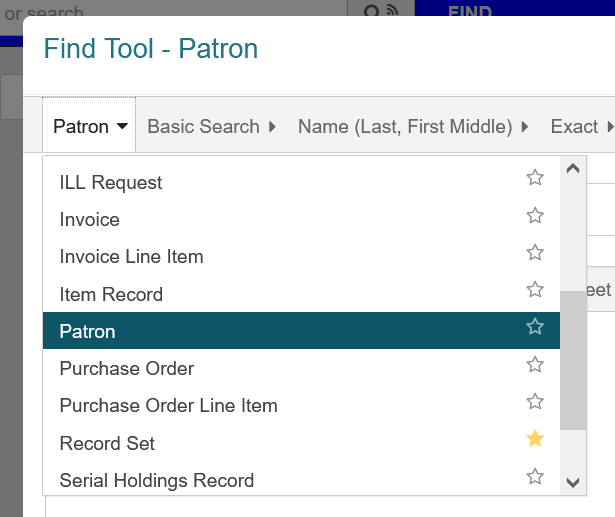 or search
FIND
Find Tool - Patron
Patron Basic Search Name (Last, First Middle) Exact
ILL Request
Invoice
Invoice Line Item
Item Record
eet
Patron
Purchase Order
Purchase Order Line Item
Record Set
Serial Holdings Record